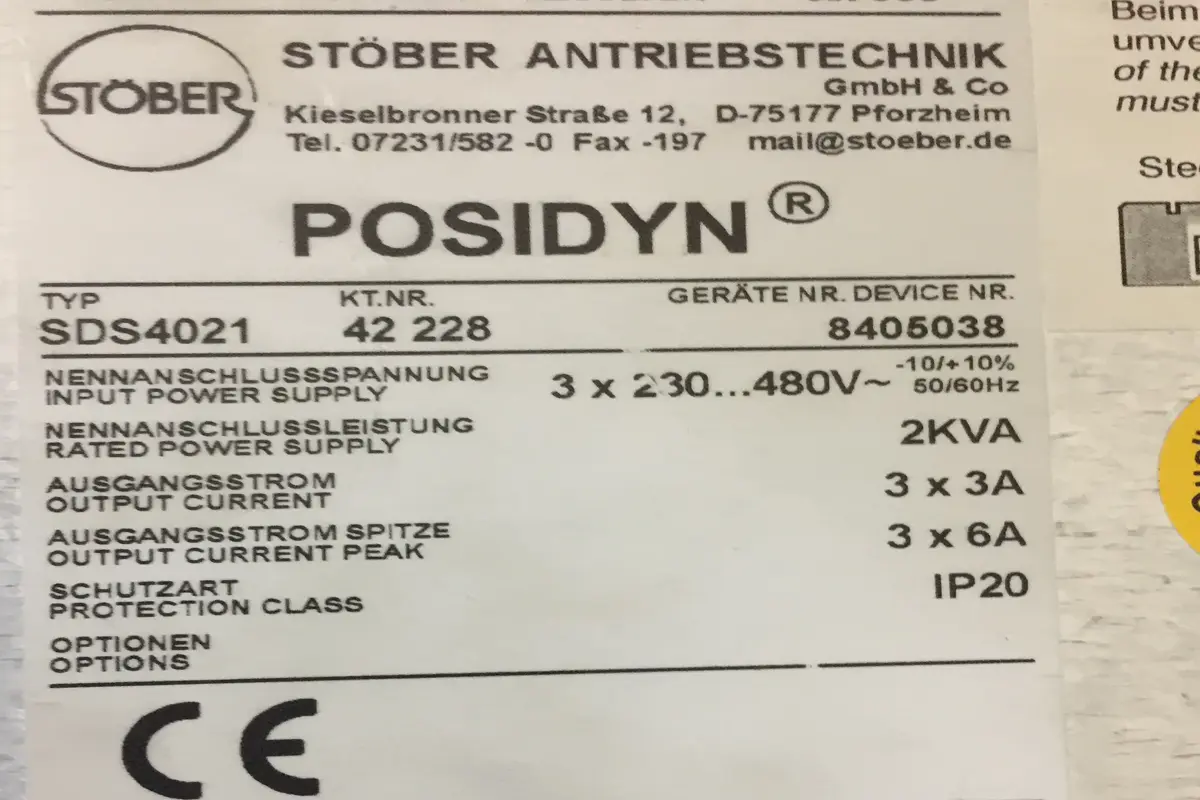 STÖBER
STÖBER ANTRIEBSTECHNIK
GmbH & Co
Kieselbronner Straße 12, D-75177 Pforzheim
Tel. 07231/582 -0 Fax -197 mail@stoeber.de
POSIDYN ®
TYP KT.NR. GERÄTE NR. DEVICE NR.
SDS4021 42 228 8405038
NENNANSCHLUSSSPANNUNG
INPUT POWER SUPPLY
3 x 230...480V~ -10/+10%
50/60Hz
NENNANSCHLUSSLEISTUNG
RATED POWER SUPPLY
2KVA
AUSGANGSSTROM
OUTPUT CURRENT
3 x 3A
AUSGANGSSTROM SPITZE
OUTPUT CURRENT PEAK
3 x 6A
SCHUTZART
PROTECTION CLASS
IP20
OPTIONEN
OPTIONS
CE
Beim
of the
must